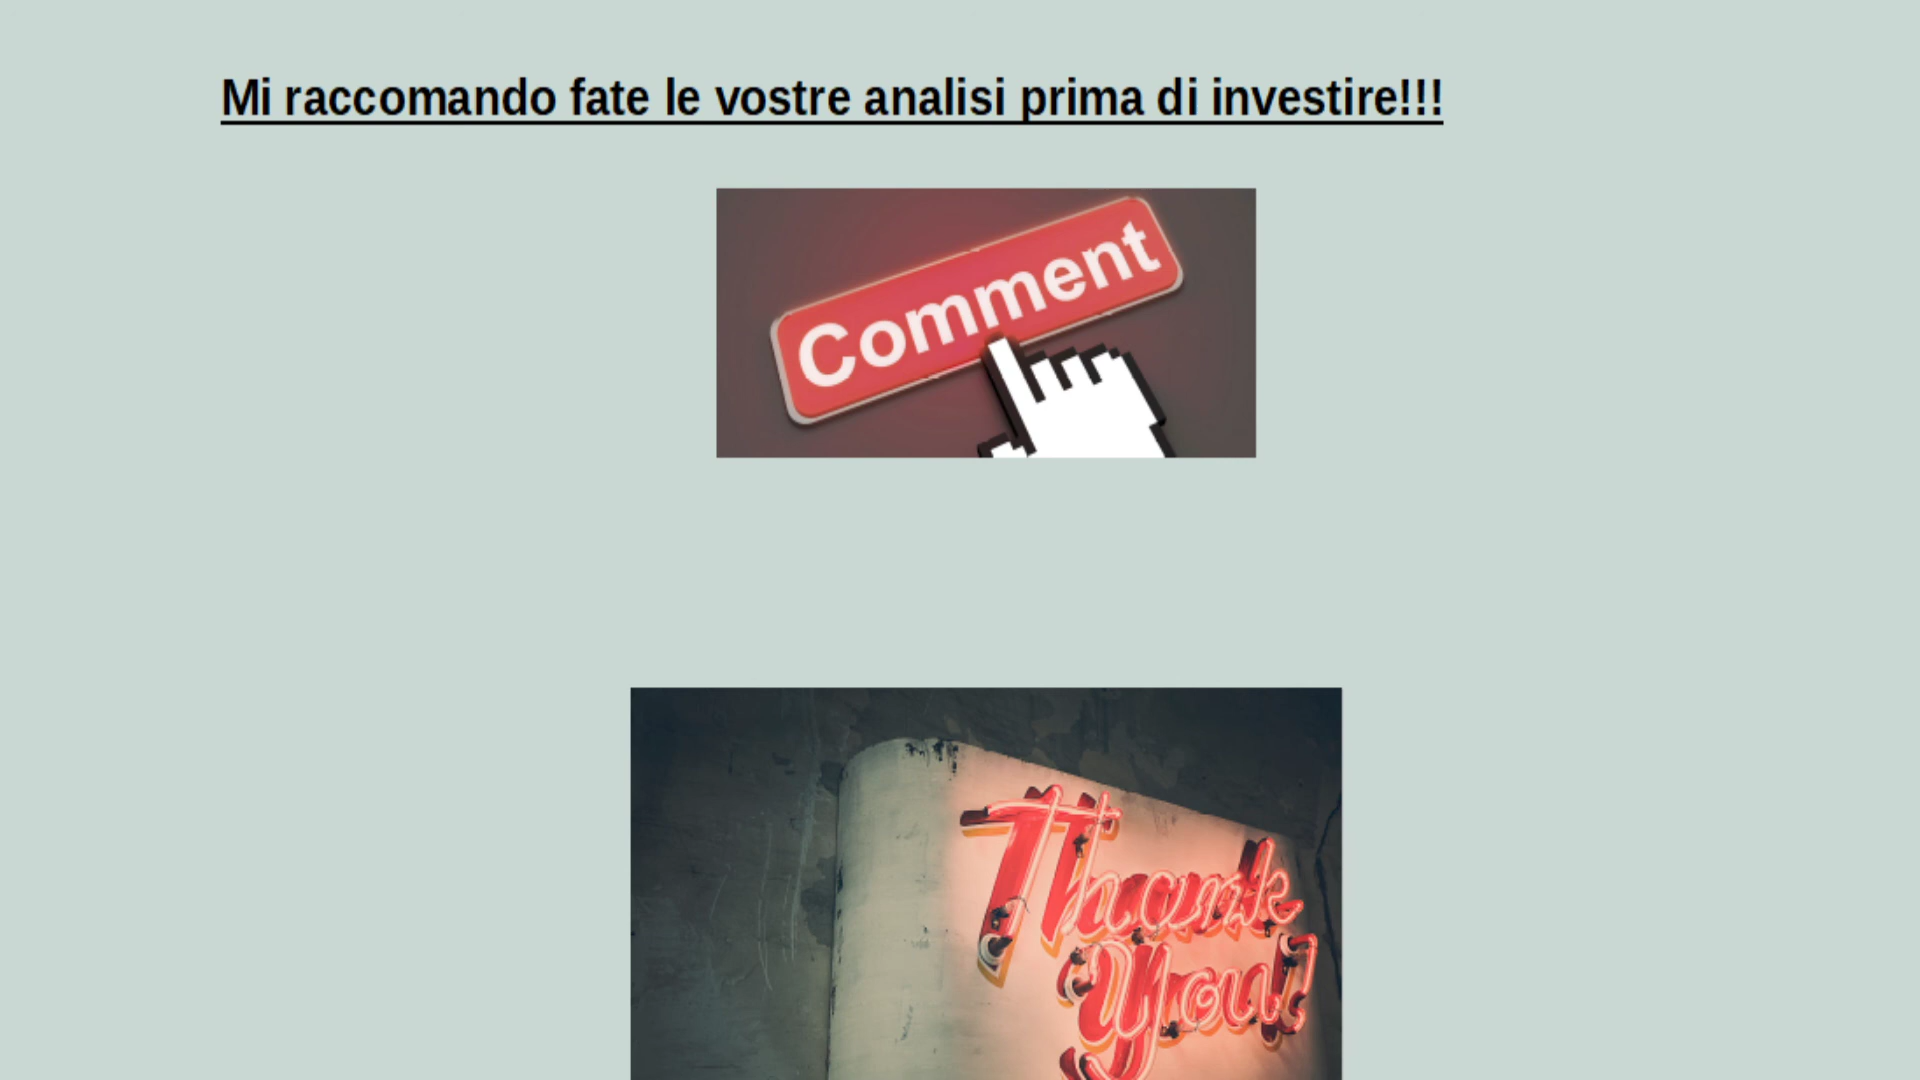 Mi raccomando fate le vostre analisi prima di investire!!!
Comment
Thank
you!